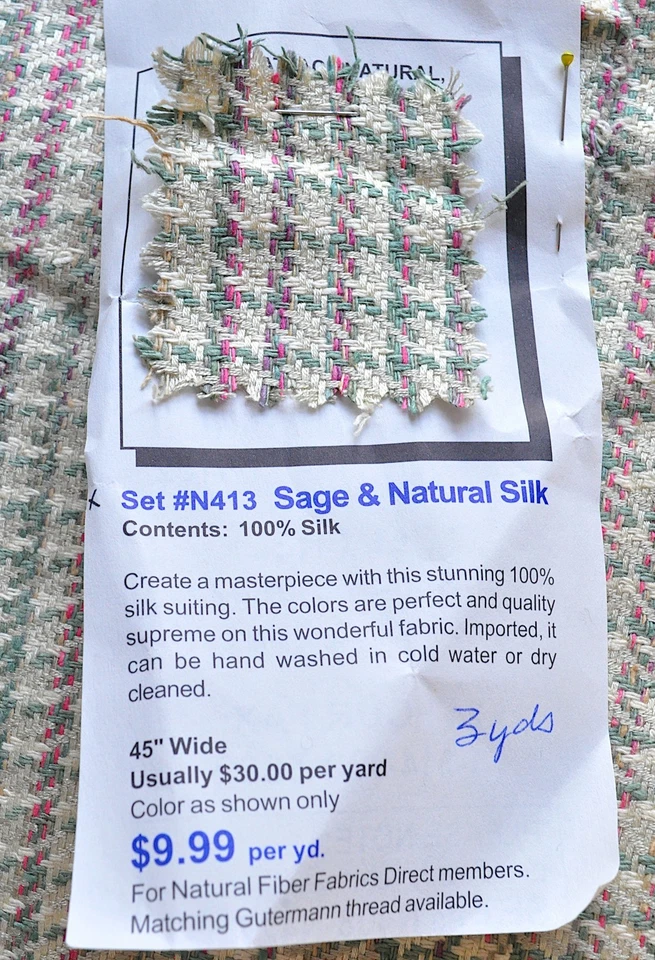 NATURAL,
Set #N413 Sage & Natural Silk
Contents: 100% Silk
Create a masterpiece with this stunning 100%
silk suiting. The colors are perfect and quality
supreme on this wonderful fabric. Imported, it
can be hand washed in cold water or dry
cleaned.
3yds
45" Wide
Usually $30.00 per yard
Color as shown only
$9.99 per yd.
For Natural Fiber Fabrics Direct members.
Matching Gutermann thread available.